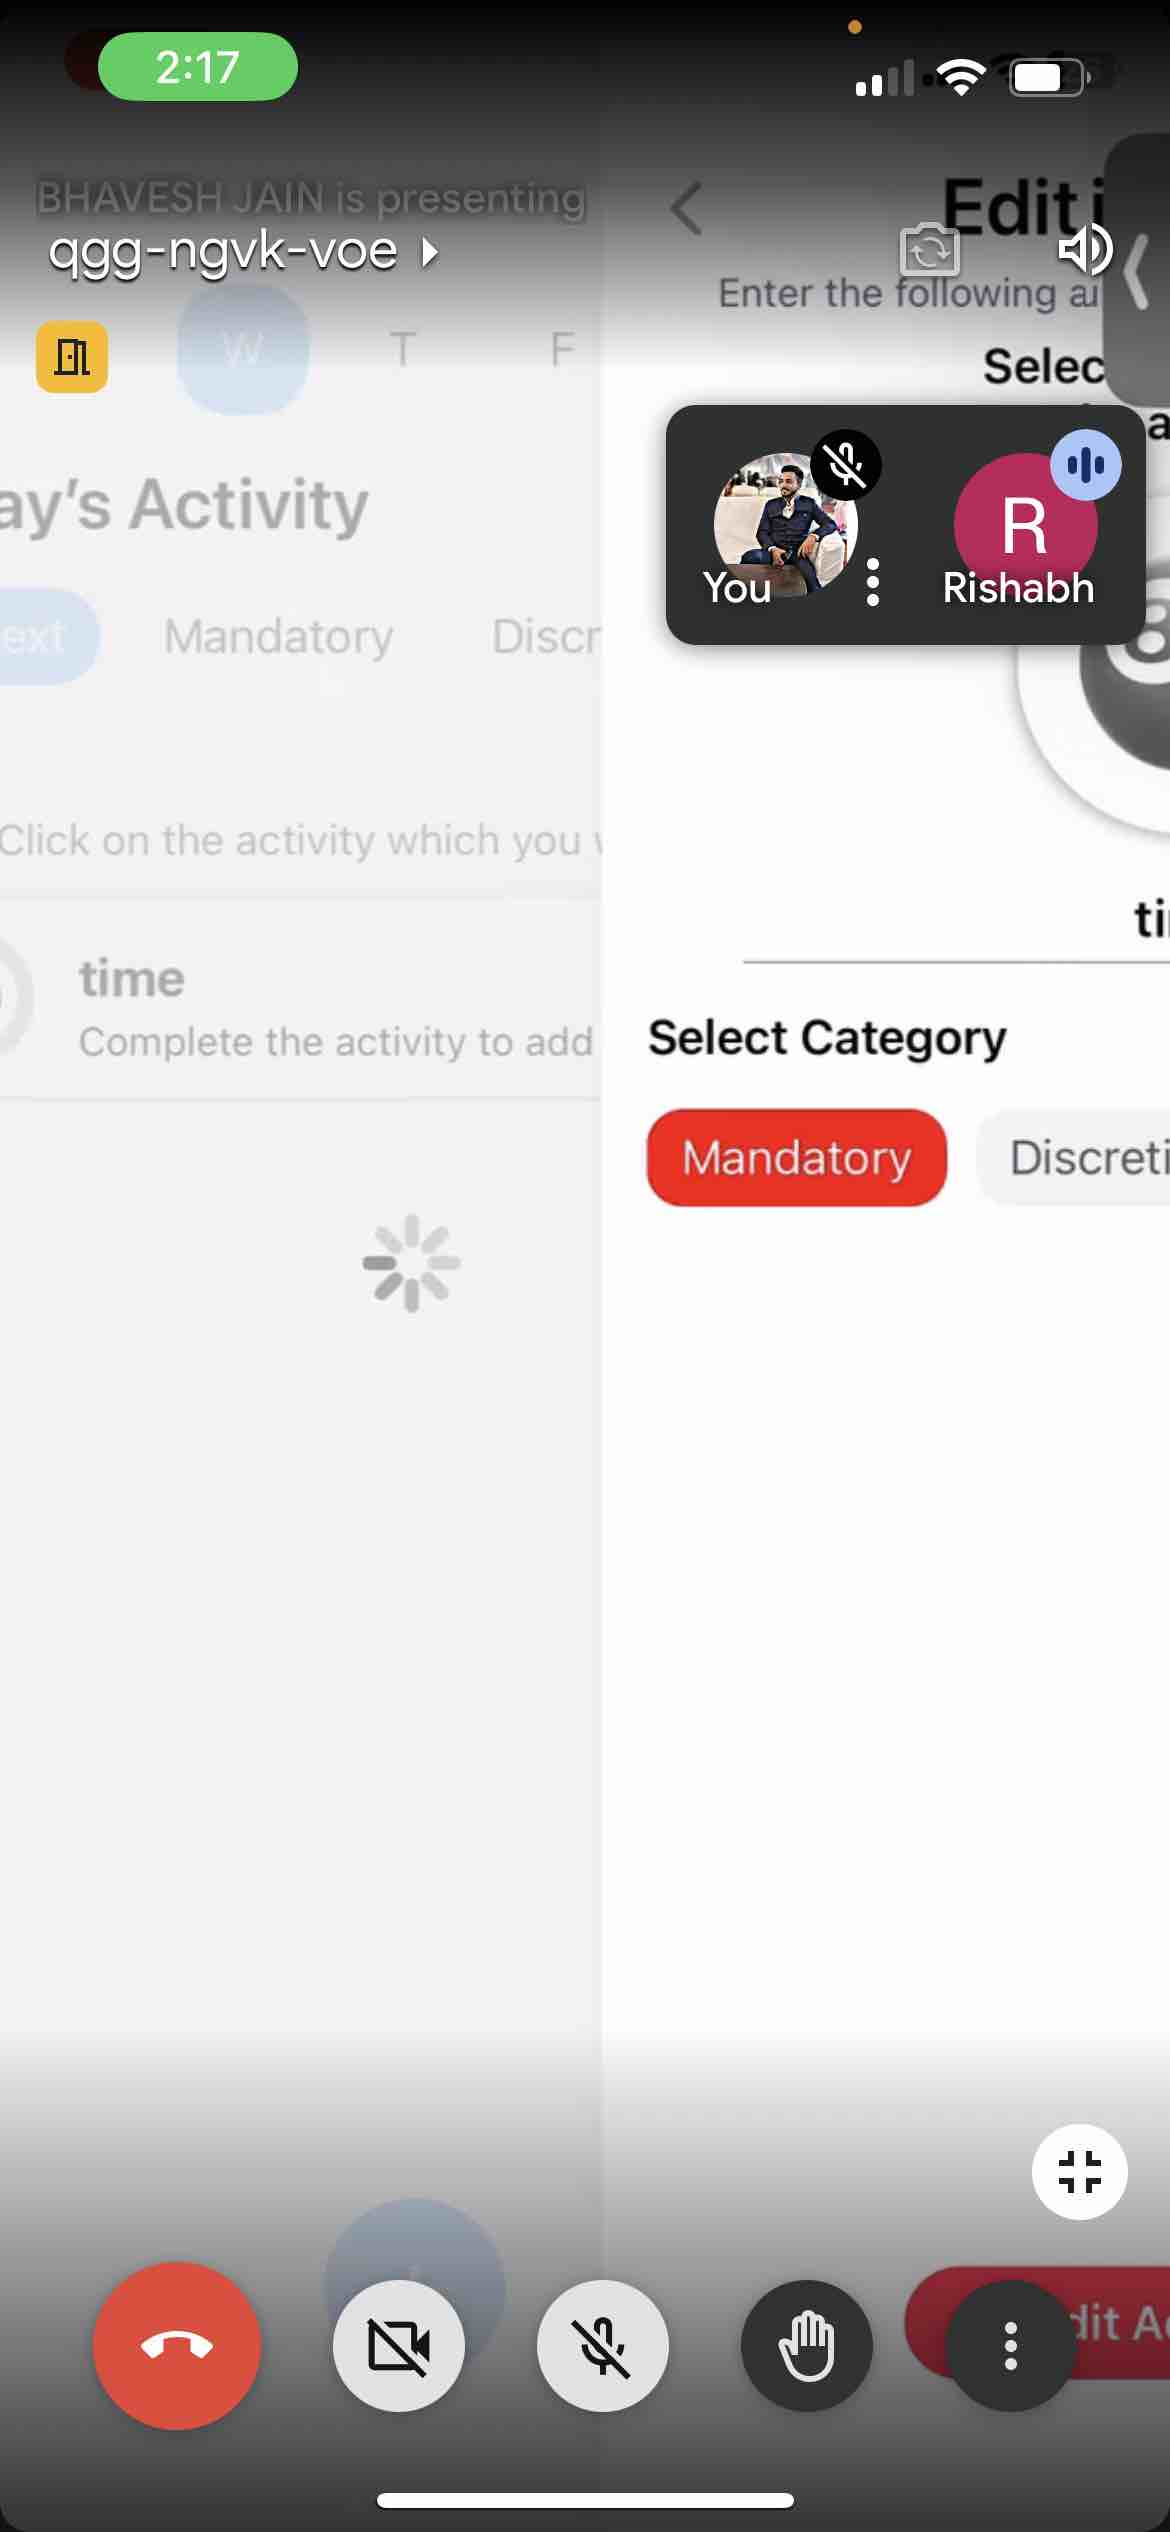 2:17
BHAVESH JAIN is presenting
qgg-ngvk-voe
Edit i
Enter the following a
Selec
W T F
ay's Activity
You
R
Rishabh
8
ext Mandatory Discr
Click on the activity which you
ti
time
Complete the activity to add
Select Category
Mandatory
Discreti
dit A